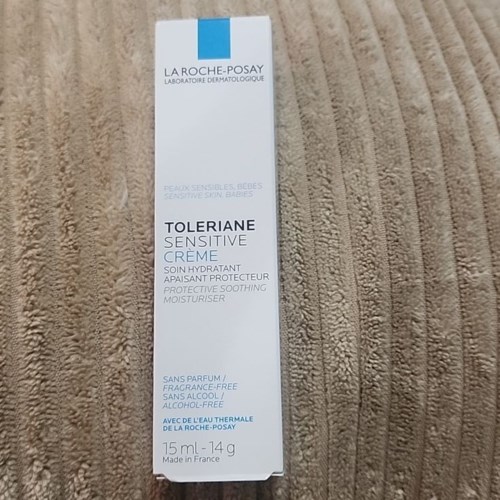 LA ROCHE-POSAY
LABORATOIRE DERMATOLOGIQUE
PEAUX SENSIBLES, BÉBÉS
SENSITIVE SKIN, BABIES
TOLERIANE
SENSITIVE
CRÈME
SOIN HYDRATANT
APAISANT PROTECTEUR
PROTECTIVE SOOTHING
MOISTURISER
SANS PARFUM /
FRAGRANCE-FREE
SANS ALCOOL /
ALCOHOL-FREE
AVEC DE L'EAU THERMALE
DE LA ROCHE-POSAY
15 ml - 14 g
Made in France